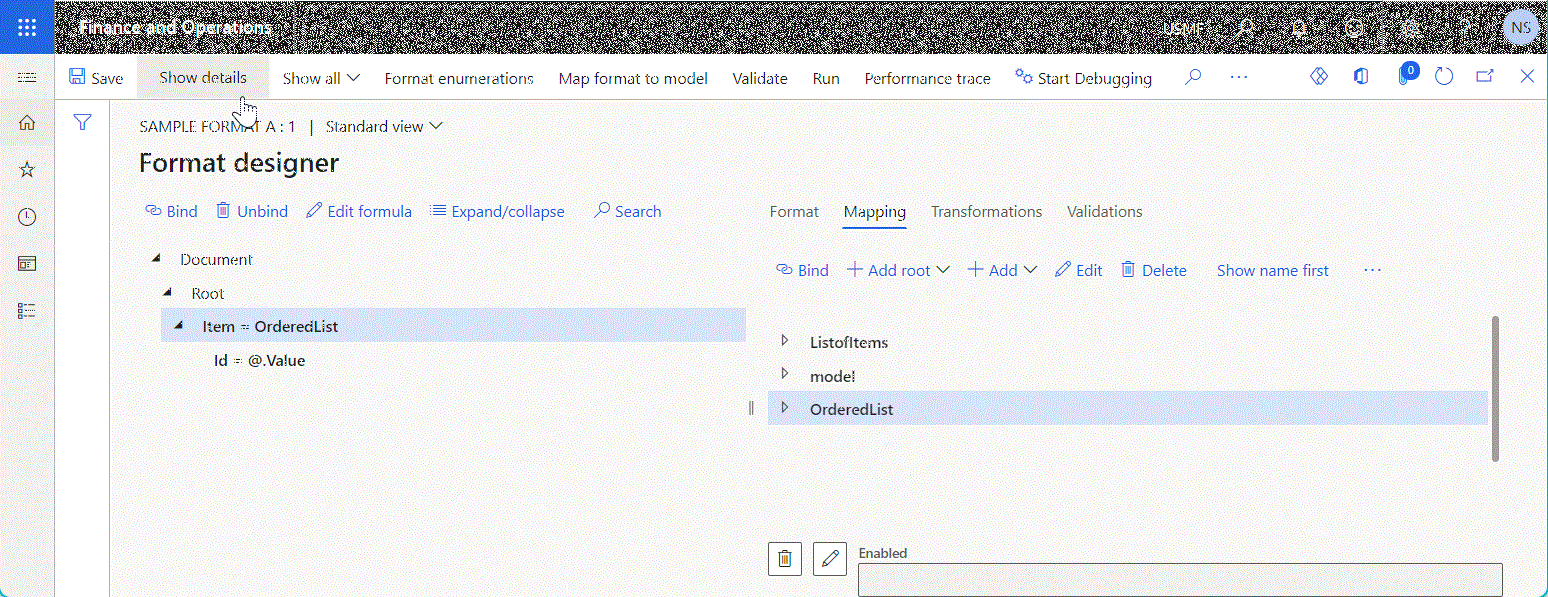 Finance and Operations USMF NS
Save Show details Show all Format enumerations Map format to model Validate Run Performance trace Start Debugging ··· 0
SAMPLE FORMAT A : 1 | Standard view
Format designer
Bind Unbind Edit formula Expand/collapse Search
Format Mapping Transformations Validations
Bind Add root Add Edit Delete Show name first ···
Document
Root
Item = OrderedList
Id = @.Value
ListofItems
model
OrderedList
Enabled